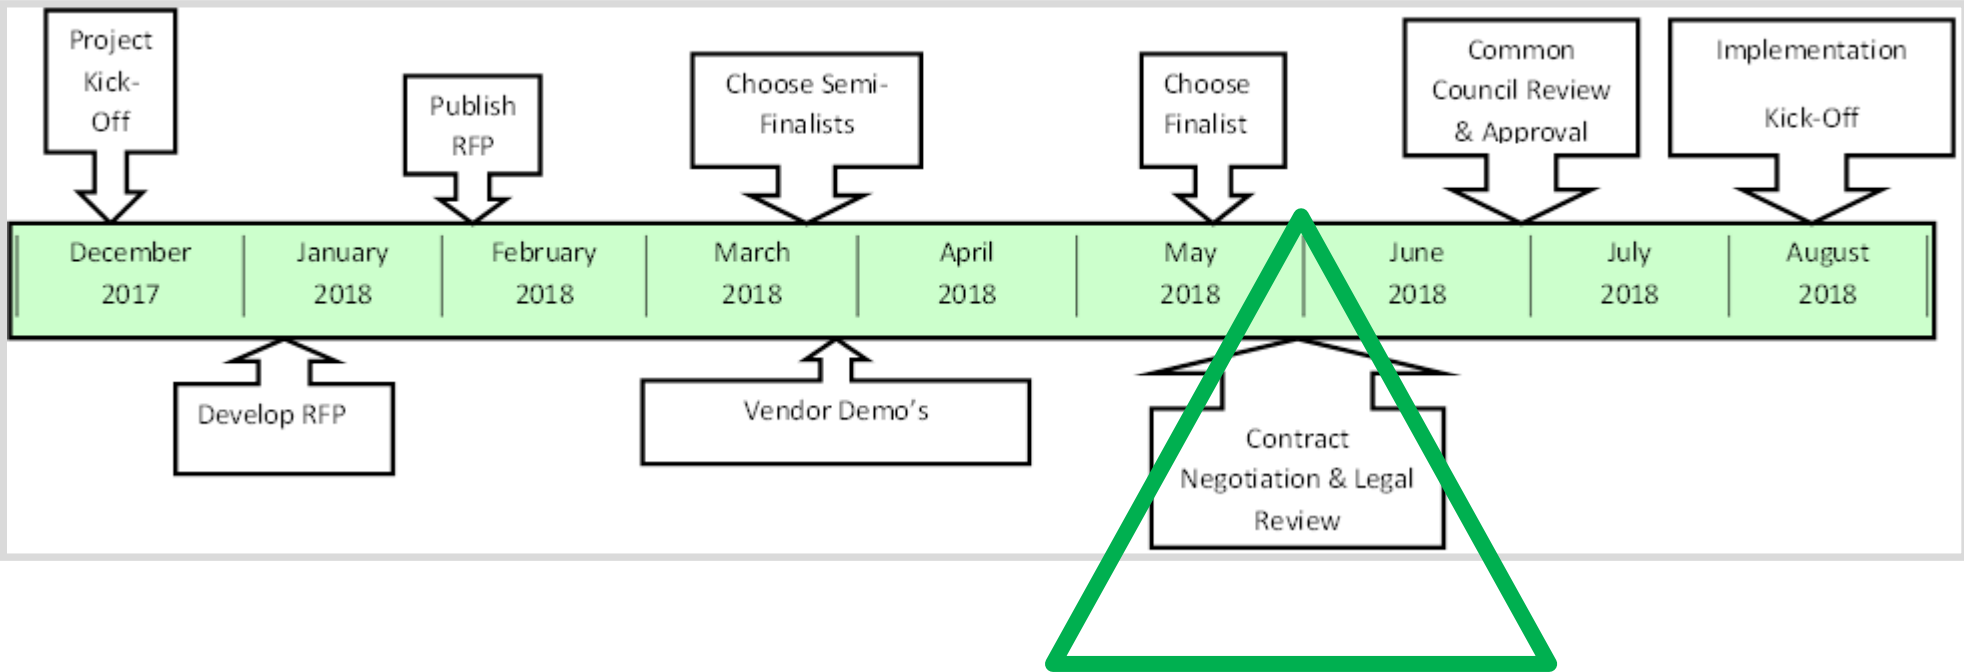 Project
Kick-
Off
Publish
RFP
Choose Semi-
Finalists
Choose
Finalist
Common
Council Review
& Approval
Implementation
Kick-Off
December
2017
January
2018
February
2018
March
2018
April
2018
May
2018
June
2018
July
2018
August
2018
Develop RFP
Vendor Demo’s
Contract
Negotiation & Legal
Review